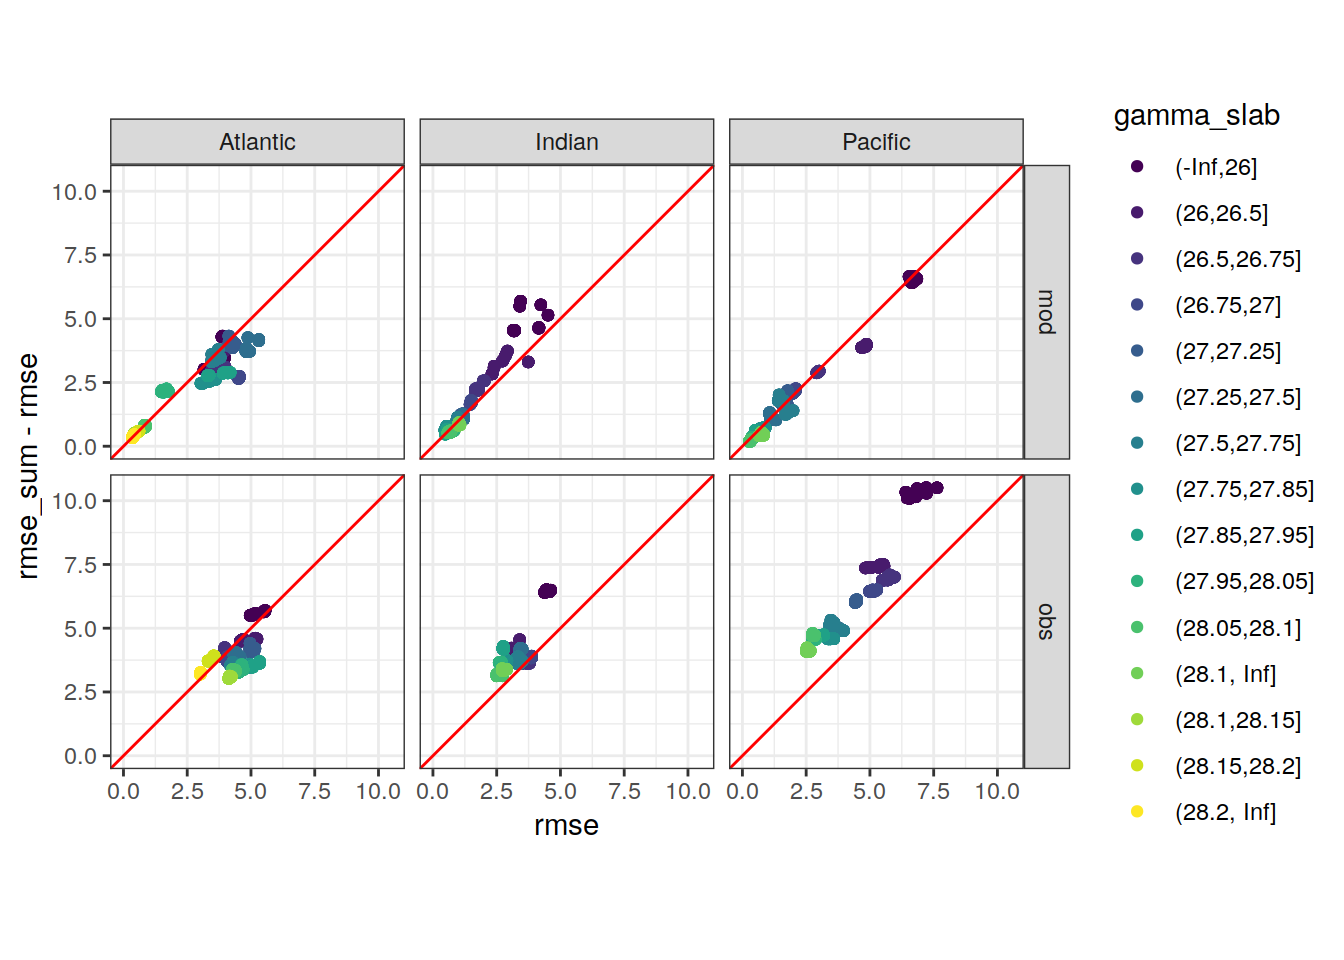 Atlantic Indian Pacific
10.0
7.5
5.0
2.5
0.0
mod
10.0
7.5
5.0
2.5
0.0
obs
rmse_sum - rmse
0.0 2.5 5.0 7.5 10.0 0.0 2.5 5.0 7.5 10.0 0.0 2.5 5.0 7.5 10.0
rmse
gamma_slab
(-Inf,26]
(26,26.5]
(26.5,26.75]
(26.75,27]
(27,27.25]
(27.25,27.5]
(27.5,27.75]
(27.75,27.85]
(27.85,27.95]
(27.95,28.05]
(28.05,28.1]
(28.1, Inf]
(28.1,28.15]
(28.15,28.2]
(28.2, Inf]